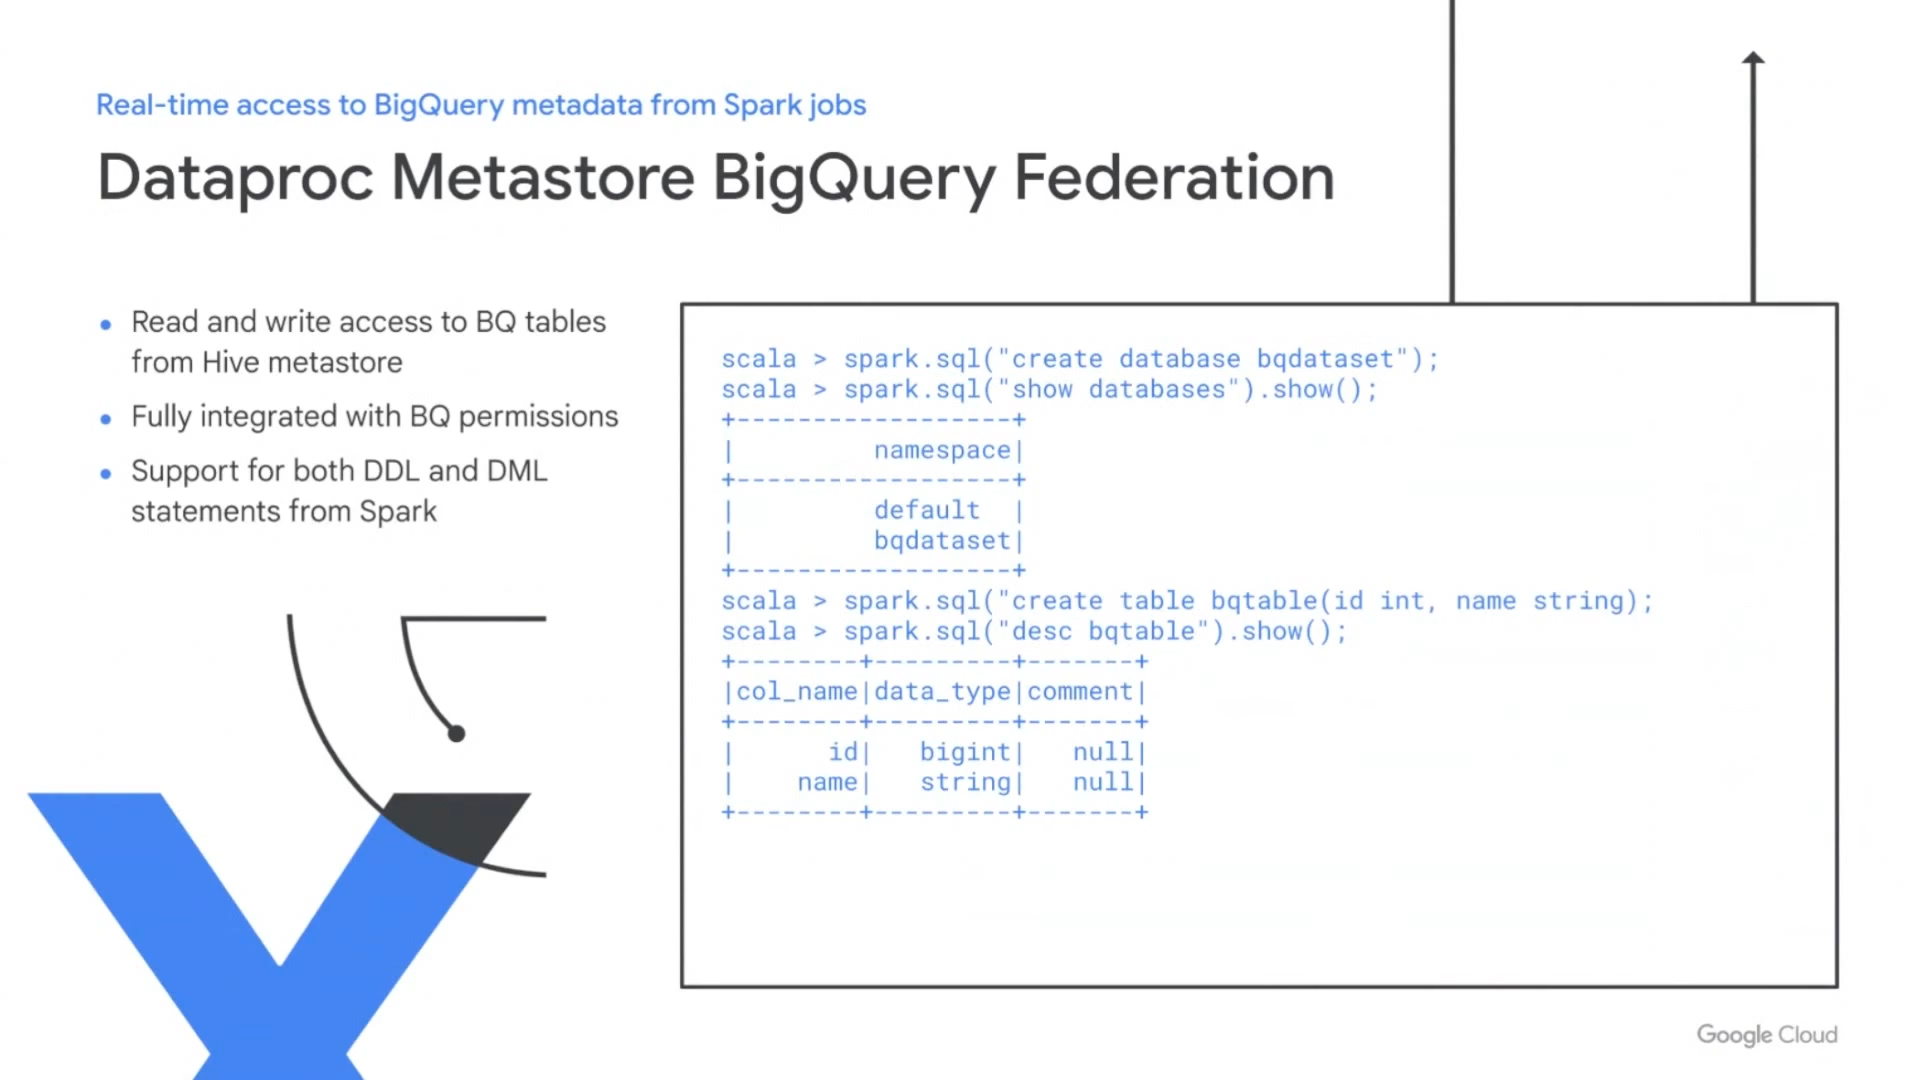 Real-time access to BigQuery metadata from Spark jobs
Dataproc Metastore BigQuery Federation
• Read and write access to BQ tables
from Hive metastore
• Fully integrated with BQ permissions
• Support for both DDL and DML
statements from Spark
scala > spark.sql("create database bqdataset");
scala > spark.sql("show databases").show();
+------------------+
|         namespace|
+------------------+
|         default  |
|         bqdataset|
+------------------+
scala > spark.sql("create table bqtable(id int, name string);
scala > spark.sql("desc bqtable").show();
+--------+---------+-------+
|col_name|data_type|comment|
+--------+---------+-------+
|      id|   bigint|   null|
|    name|   string|   null|
+--------+---------+-------+
Google Cloud